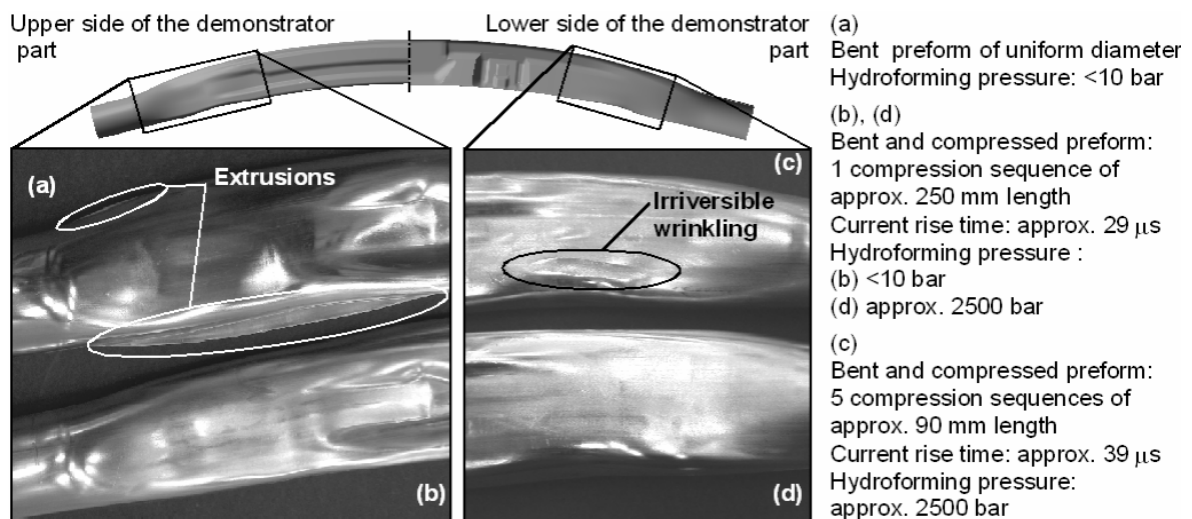 Upper side of the demonstrator
part
Lower side of the demonstrator
part
(a)
Extrusions
(b)
(c)
Irriversible
wrinkling
(d)
(a)
Bent preform of uniform diameter
Hydroforming pressure: <10 bar
(b), (d)
Bent and compressed preform:
1 compression sequence of
approx. 250 mm length
Current rise time: approx. 29 μs
Hydroforming pressure :
(b) <10 bar
(d) approx. 2500 bar
(c)
Bent and compressed preform:
5 compression sequences of
approx. 90 mm length
Current rise time: approx. 39 μs
Hydroforming pressure:
approx. 2500 bar